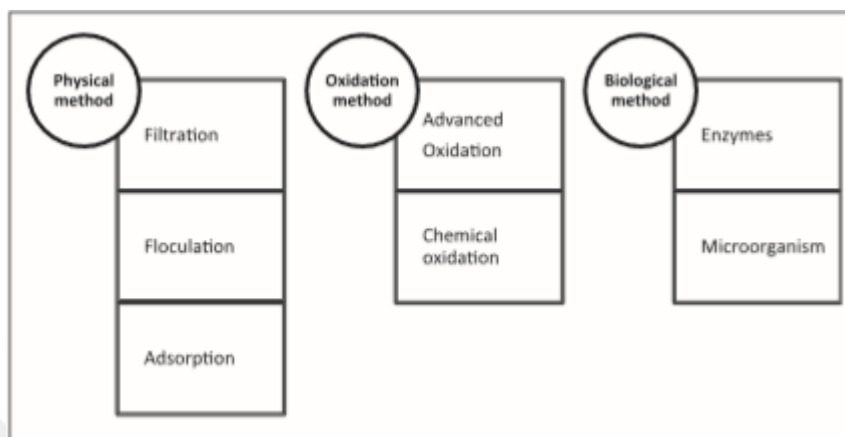 Physical
method
Filtration
Floculation
Adsorption
Oxidation
method
Advanced
Oxidation
Chemical
oxidation
Biological
method
Enzymes
Microorganism